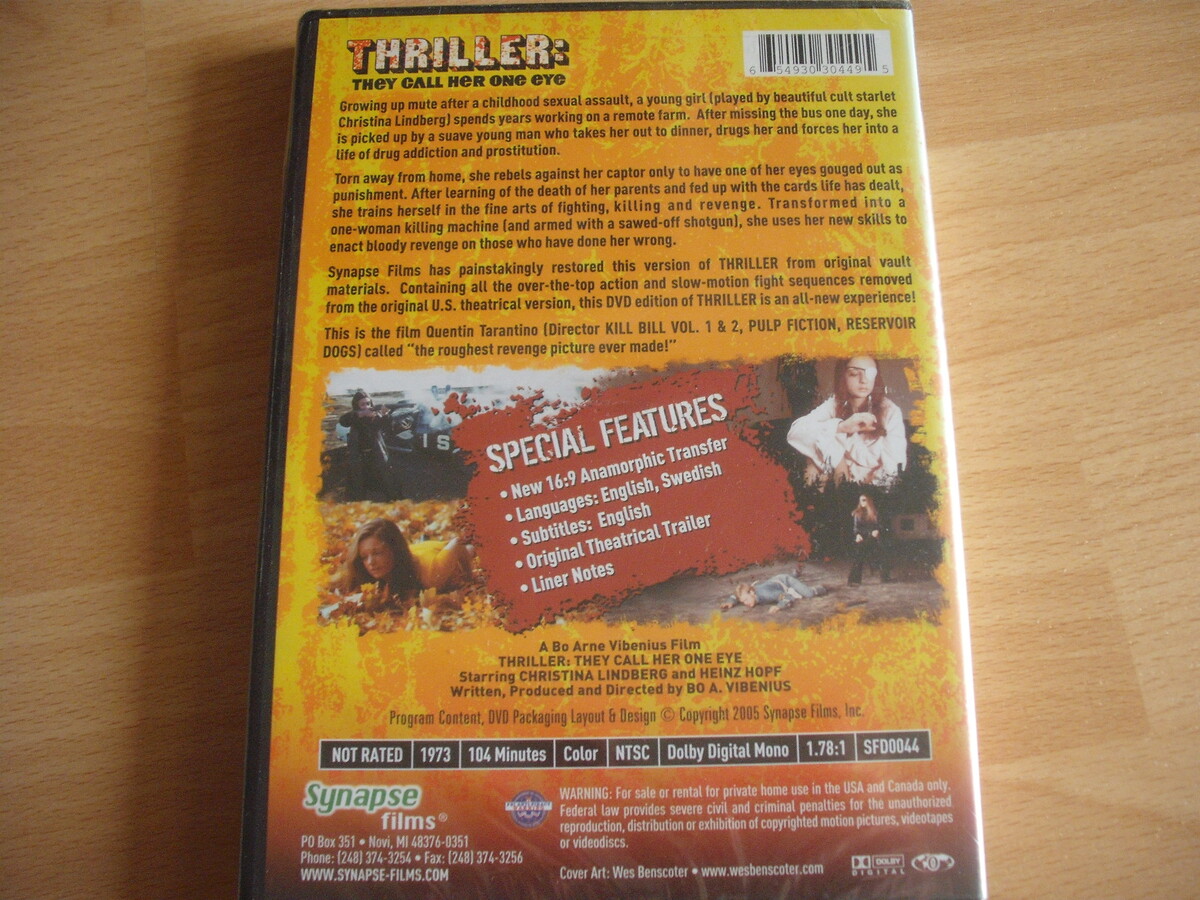 THRILLER:
THEY CALL HER ONE EYE
6 54930 30449 5
Growing up mute after a childhood sexual assault, a young girl (played by beautiful cult starlet
Christina Lindberg) spends years working on a remote farm. After missing the bus one day, she
is picked up by a suave young man who takes her out to dinner, drugs her and forces her into a
life of drug addiction and prostitution.
Torn away from home, she rebels against her captor only to have one of her eyes gouged out as
punishment. After learning of the death of her parents and fed up with the cards life has dealt,
she trains herself in the fine arts of fighting, killing and revenge. Transformed into a
one-woman killing machine (and armed with a sawed-off shotgun), she uses her new skills to
enact bloody revenge on those who have done her wrong.
Synapse Films has painstakingly restored this version of THRILLER from original vault
materials. Containing all the over-the-top action and slow-motion fight sequences removed
from the original U.S. theatrical version, this DVD edition of THRILLER is an all-new experience!
This is the film Quentin Tarantino (Director KILL BILL VOL. 1 & 2, PULP FICTION, RESERVOIR
DOGS) called "the roughest revenge picture ever made!"
SPECIAL FEATURES
• New 16:9 Anamorphic Transfer
• Languages: English, Swedish
• Subtitles: English
• Original Theatrical Trailer
• Liner Notes
A Bo Arne Vibenius Film
THRILLER: THEY CALL HER ONE EYE
Starring CHRISTINA LINDBERG and HEINZ HOPF
Written, Produced and Directed by BO A. VIBENIUS
Program Content, DVD Packaging Layout & Design © Copyright 2005 Synapse Films, Inc.
NOT RATED 1973 104 Minutes Color NTSC Dolby Digital Mono 1.78:1 SFD0044
Synapse
films®
PO Box 351 • Novi, MI 48376-0351
Phone: (248) 374-3254 • Fax: (248) 374-3256
WWW.SYNAPSE-FILMS.COM
WARNING: For sale or rental for private home use in the USA and Canada only.
Federal law provides severe civil and criminal penalties for the unauthorized
reproduction, distribution or exhibition of copyrighted motion pictures, videotapes
or videodiscs.
Cover Art: Wes Benscoter • www.wesbenscoter.com
DOLBY
DIGITAL